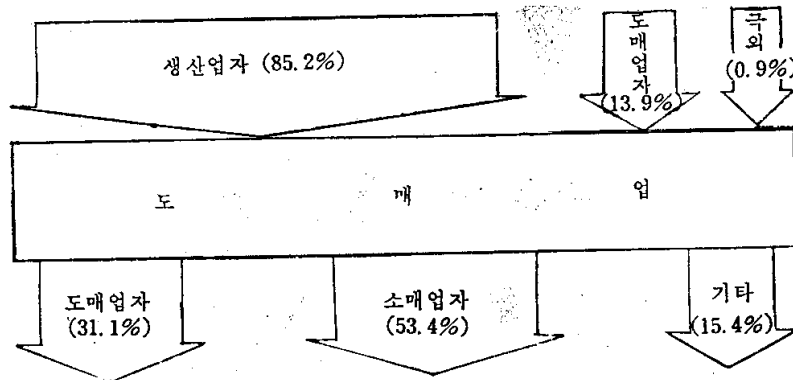 생산업자 (85.2%)
도매업자
(13.9%)
국외
(0.9%)
도 매 업
도매업자
(31.1%)
소매업자
(53.4%)
기타
(15.4%)